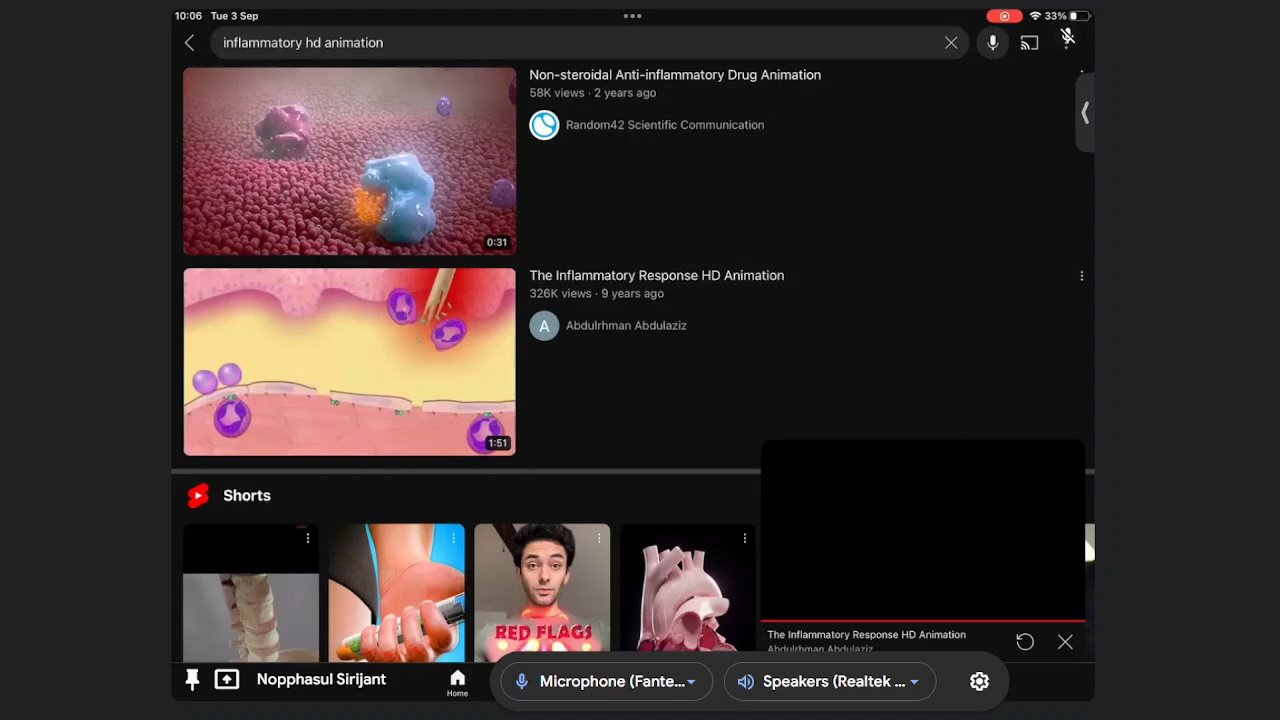 10:06 Tue 3 Sep
33%
inflammatory hd animation
Non-steroidal Anti-inflammatory Drug Animation
58K views · 2 years ago
Random42 Scientific Communication
0:31
The Inflammatory Response HD Animation
326K views · 9 years ago
A
Abdulrhman Abdulaziz
1:51
Shorts
RED FLAGS
The Inflammatory Response HD Animation
Abdulrhman Abdulaziz
Nopphasul Sirijant
Home
Microphone (Fante...
Speakers (Realtek ...